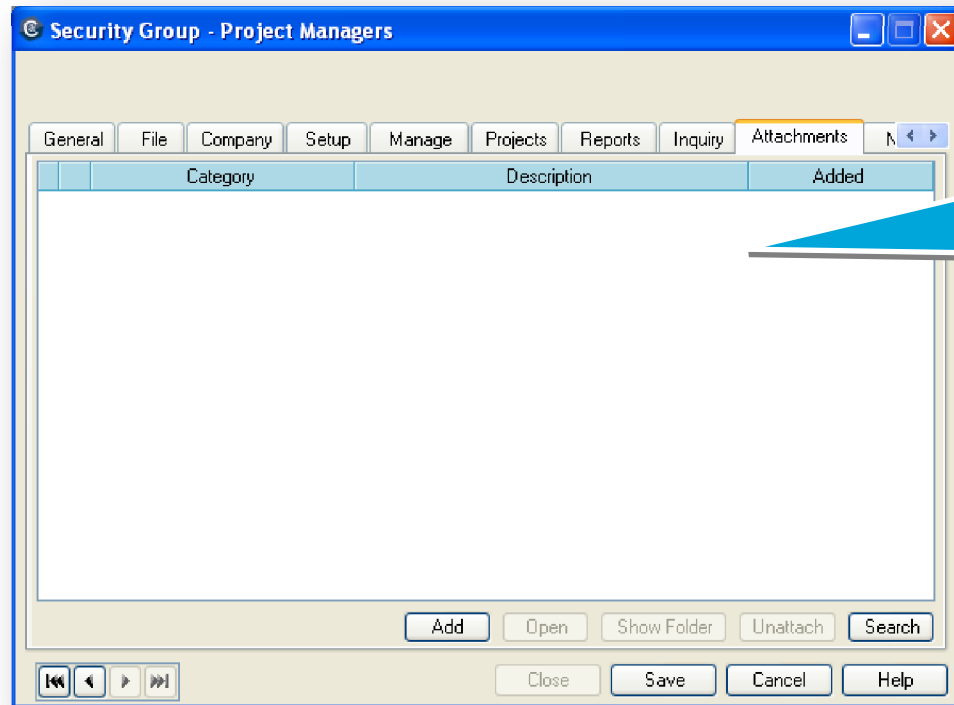 Security Group - Project Managers
General File Company Setup Manage Projects Reports Inquiry Attachments
Category Description Added
Add Open Show Folder Unattach Search
Close Save Cancel Help